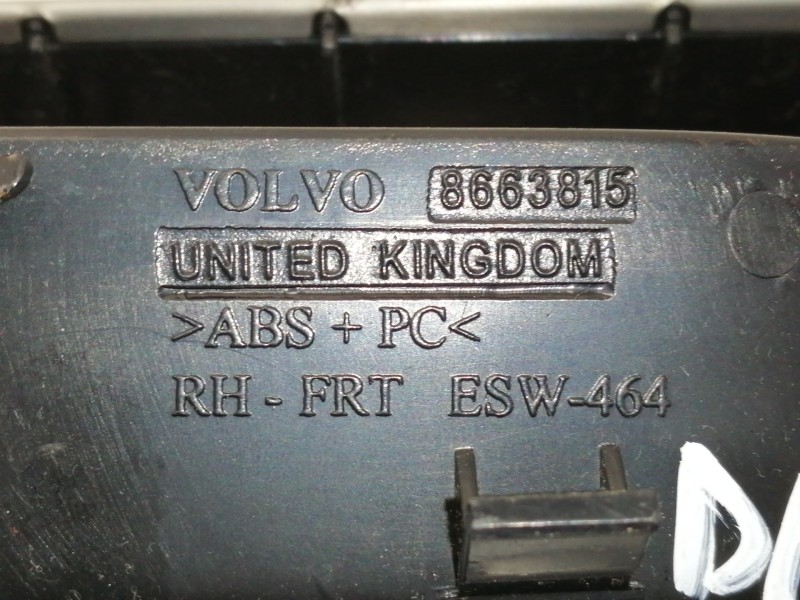 VOLVO 8663815
UNITED KINGDOM
>ABS + PC<
RH - FRT ESW-464